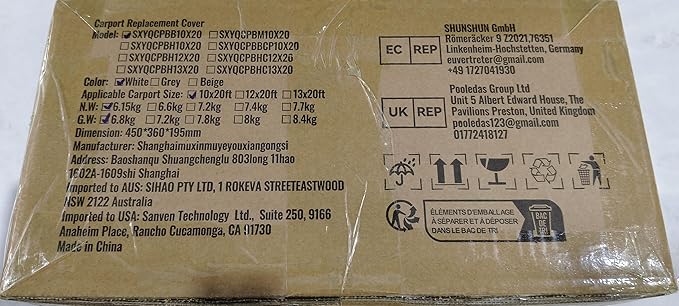 Carport Replacement Cover
Model: SXYQCPBB10X20 SXYQCPBM10X20
SXYQCPBH10X20 SXYQCPBBCP10X20
SXYQCPBH12X20 SXYQCPBHC12X20
SXYQCPBH13X20 SXYQCPBHC13X20
Color: White Grey Beige
Applicable Carport Size: 10x20ft 12x20ft 13x20ft
N.W: 6.15kg 6.6kg 7.2kg 7.4kg 7.7kg
G.W: 6.8kg 7.2kg 7.8kg 8kg 8.4kg
Dimension: 450*360*195mm
Manufacturer: Shanghaimuxinmuyeyouxiangongsi
Address: Baoshanqu Shuangchenglu 803long 11hao
1602A-1609shi Shanghai
Imported to AUS: SIHAO PTY LTD, 1 ROKEVA STREETEASTWOOD
NSW 2122 Australia
Imported to USA: Sanven Technology Ltd., Suite 250, 9166
Anaheim Place, Rancho Cucamonga, CA 91730
Made in China
EC REP
SHUNSHUN GmbH
Römeräcker 9 Z2021,76351
Linkenheim-Hochstetten, Germany
euvertreter@gmail.com
+49 1727041930
UK REP
Pooledas Group Ltd
Unit 5 Albert Edward House, The
Pavilions Preston, United Kingdom
pooledas123@gmail.com
01772418127
ÉLÉMENTS D'EMBALLAGE
À SÉPARER ET À DÉPOSER
DANS LE BAC DE TRI
BAC
DE
TRI